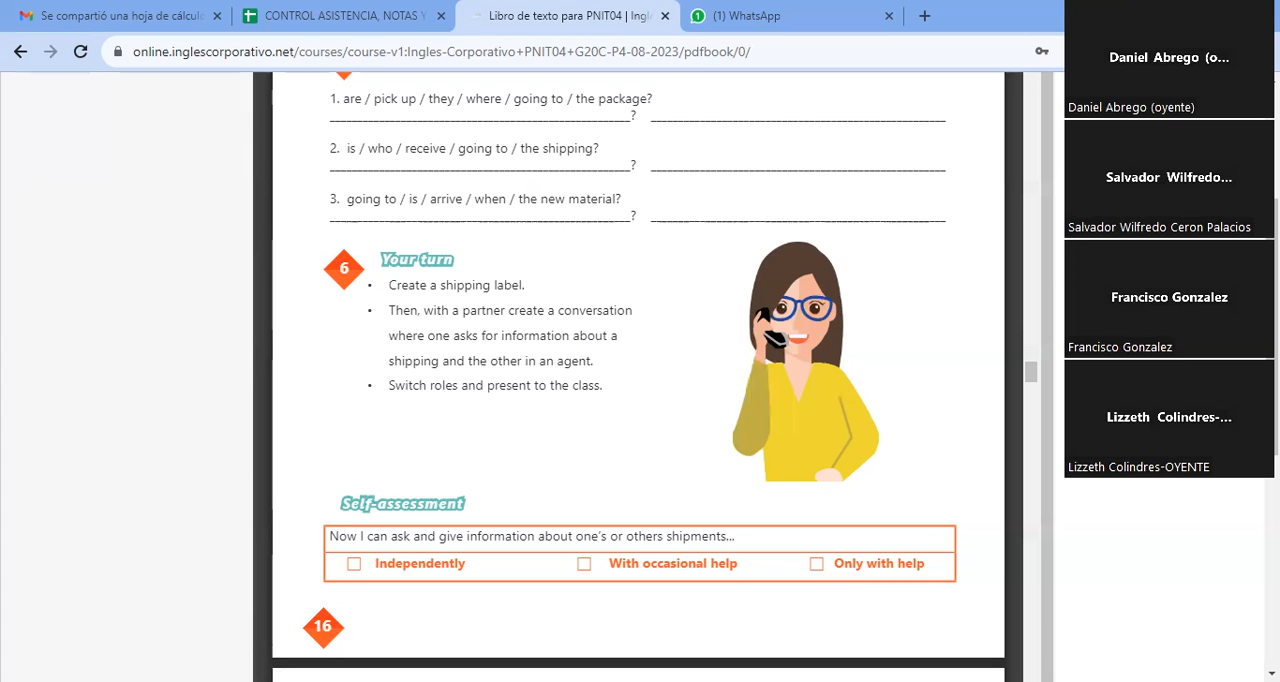 Se compartió una hoja de cálcul
CONTROL ASISTENCIA, NOTAS Y
Libro de texto para PNIT04 | Ingl
(1) WhatsApp
online.inglescorporativo.net/courses/course-v1:Ingles-Corporativo+PNIT04+G20C-P4-08-2023/pdfbook/0/
1. are / pick up / they / where / going to / the package?
?
2. is / who / receive / going to / the shipping?
?
3. going to / is / arrive / when / the new material?
?
6
Your turn
• Create a shipping label.
• Then, with a partner create a conversation
where one asks for information about a
shipping and the other in an agent.
• Switch roles and present to the class.
Self-assessment
Now I can ask and give information about one's or others shipments...
Independently
With occasional help
Only with help
16
Daniel Abrego (o...
Daniel Abrego (oyente)
Salvador Wilfredo...
Salvador Wilfredo Ceron Palacios
Francisco Gonzalez
Francisco Gonzalez
Lizzeth Colindres-...
Lizzeth Colindres-OYENTE